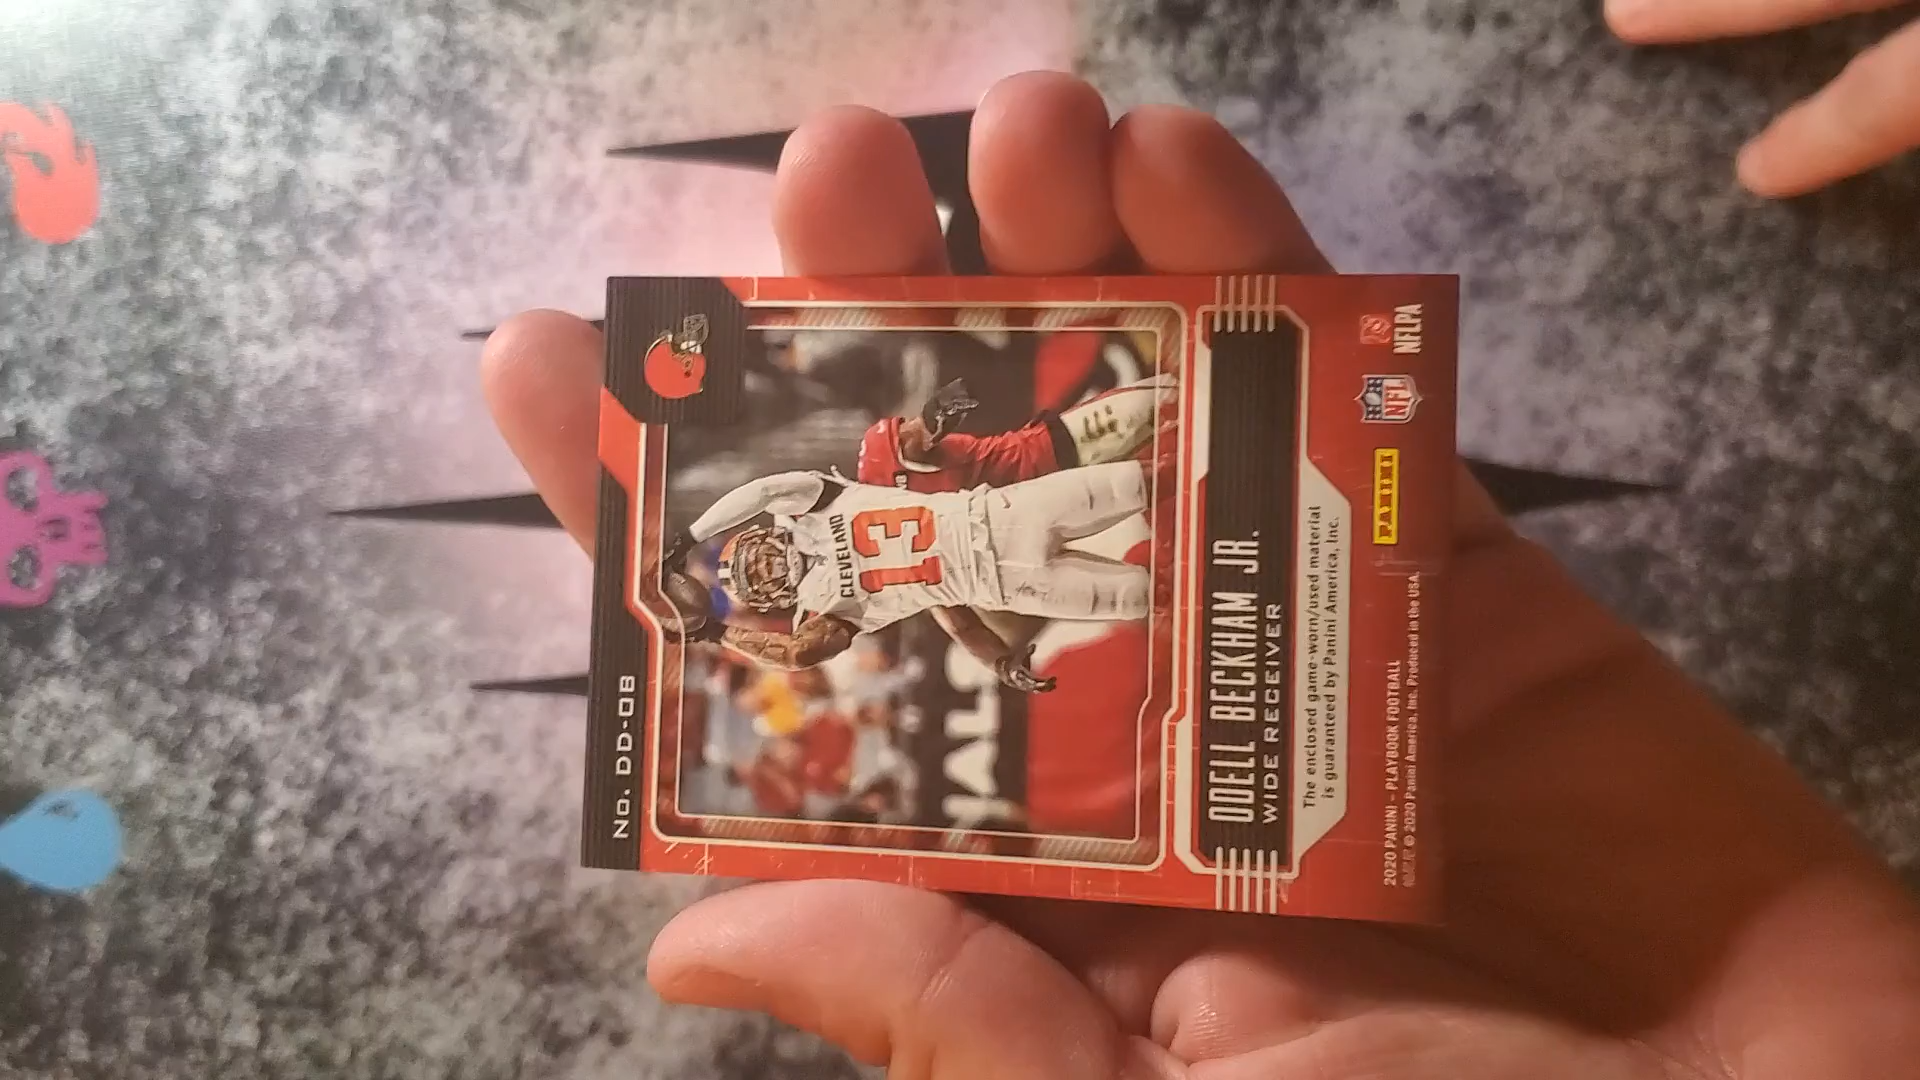 No. DD-OB
CLEVELAND
13
HALS
ODELL BECKHAM JR.
WIDE RECEIVER
The enclosed game-worn/used material
is guaranteed by Panini America, Inc.
2020 PANINI – PLAYBOOK FOOTBALL
© 2020 Panini America, Inc. Produced in the USA.
PANINI
NFL
NFLPA